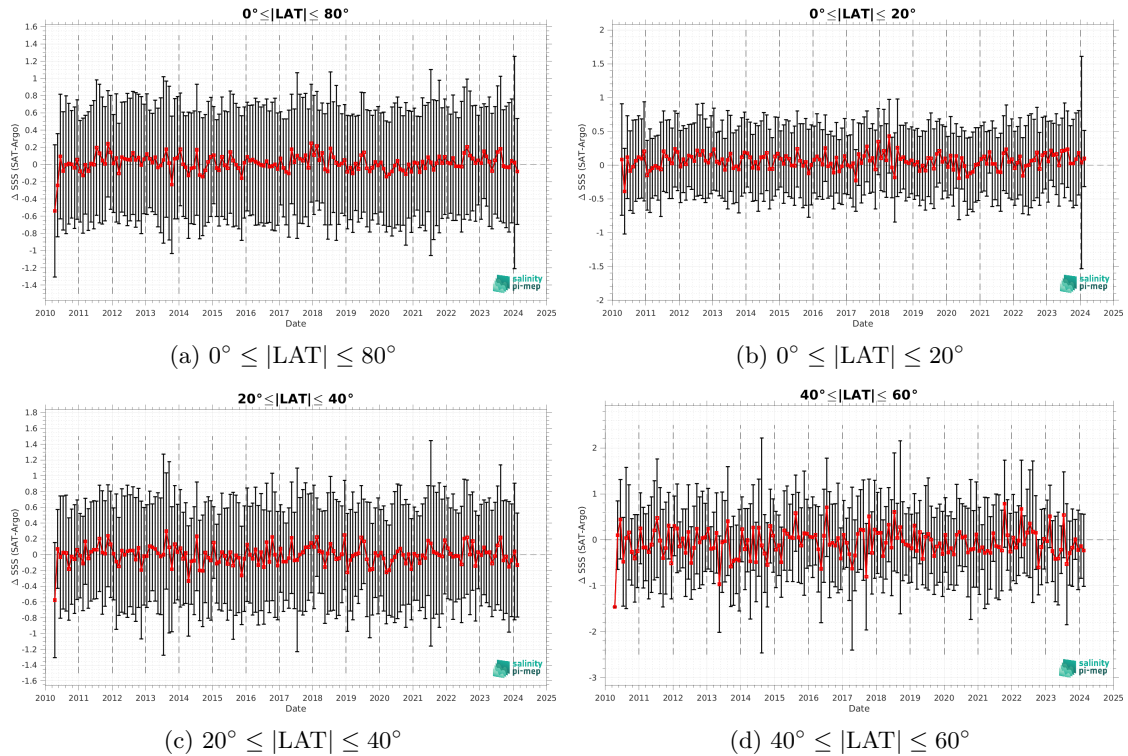 0°≤|LAT|≤ 80°
1.6
1.4
1.2
1
0.8
0.6
0.4
0.2
0
-0.2
-0.4
-0.6
-0.8
-1
-1.2
-1.4
Δ SSS (SAT-Argo)
2010 2011 2012 2013 2014 2015 2016 2017 2018 2019 2020 2021 2022 2023 2024 2025
Date
salinity
pi-mep
(a) 0° ≤ |LAT| ≤ 80°
0°≤|LAT|≤ 20°
2
1.5
1
0.5
0
-0.5
-1
-1.5
-2
Δ SSS (SAT-Argo)
2010 2011 2012 2013 2014 2015 2016 2017 2018 2019 2020 2021 2022 2023 2024 2025
Date
salinity
pi-mep
(b) 0° ≤ |LAT| ≤ 20°
20°≤|LAT|≤ 40°
1.8
1.6
1.4
1.2
1
0.8
0.6
0.4
0.2
0
-0.2
-0.4
-0.6
-0.8
-1
-1.2
-1.4
-1.6
Δ SSS (SAT-Argo)
2010 2011 2012 2013 2014 2015 2016 2017 2018 2019 2020 2021 2022 2023 2024 2025
Date
salinity
pi-mep
(c) 20° ≤ |LAT| ≤ 40°
40°≤|LAT|≤ 60°
2
1
0
-1
-2
-3
Δ SSS (SAT-Argo)
2010 2011 2012 2013 2014 2015 2016 2017 2018 2019 2020 2021 2022 2023 2024 2025
Date
salinity
pi-mep
(d) 40° ≤ |LAT| ≤ 60°